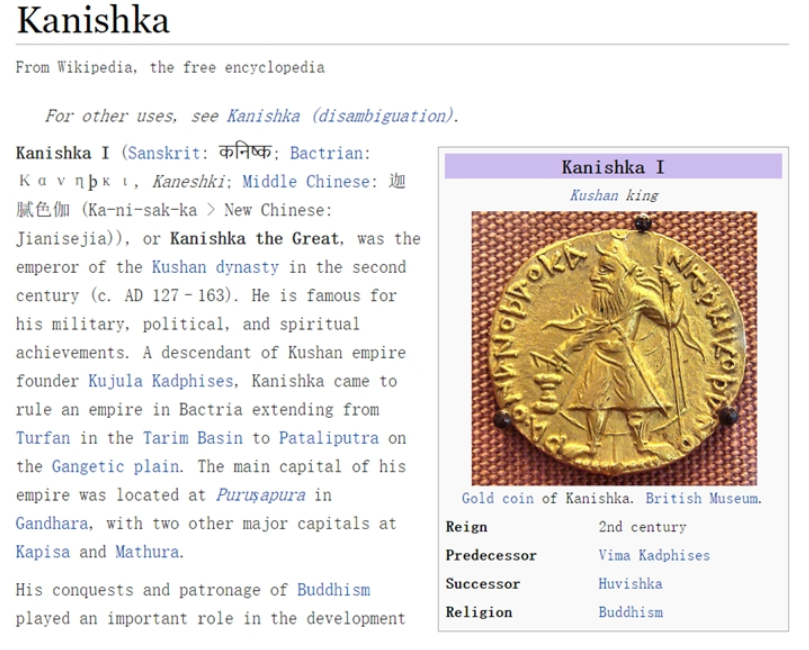 Kanishka
From Wikipedia, the free encyclopedia
For other uses, see Kanishka (disambiguation).
Kanishka I (Sanskrit: कनिष्क; Bactrian:
Κανηϸκι, Kaneshki; Middle Chinese: 迦
腻色伽 (Ka-ni-sak-ka > New Chinese:
Jianisejia)), or Kanishka the Great, was the
emperor of the Kushan dynasty in the second
century (c. AD 127–163). He is famous for
his military, political, and spiritual
achievements. A descendant of Kushan empire
founder Kujula Kadphises, Kanishka came to
rule an empire in Bactria extending from
Turfan in the Tarim Basin to Pataliputra on
the Gangetic plain. The main capital of his
empire was located at Puruṣapura in
Gandhara, with two other major capitals at
Kapisa and Mathura.
His conquests and patronage of Buddhism
played an important role in the development
Kanishka I
Kushan king
Gold coin of Kanishka. British Museum.
Reign 2nd century
Predecessor Vima Kadphises
Successor Huvishka
Religion Buddhism